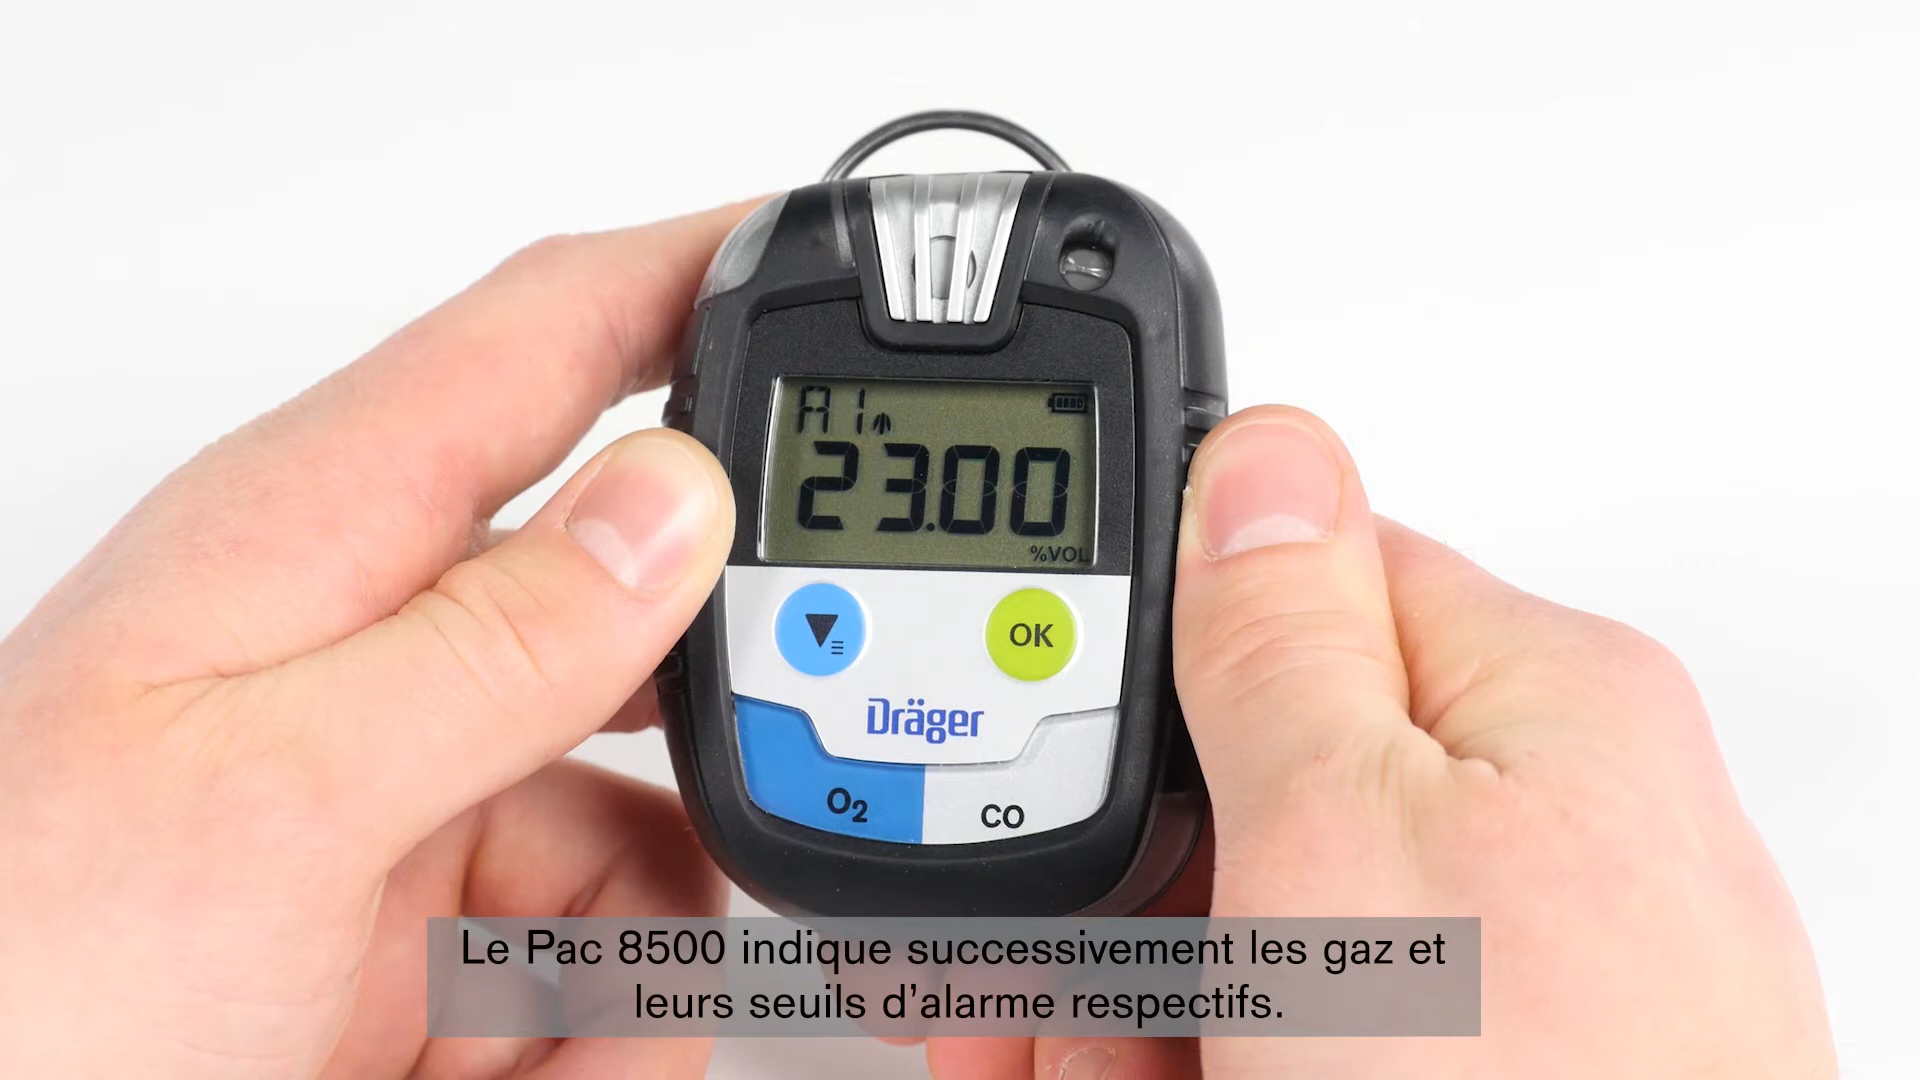 A1
23.00
%VOL
OK
Dräger
O2
CO
Le Pac 8500 indique successivement les gaz et
leurs seuils d’alarme respectifs.